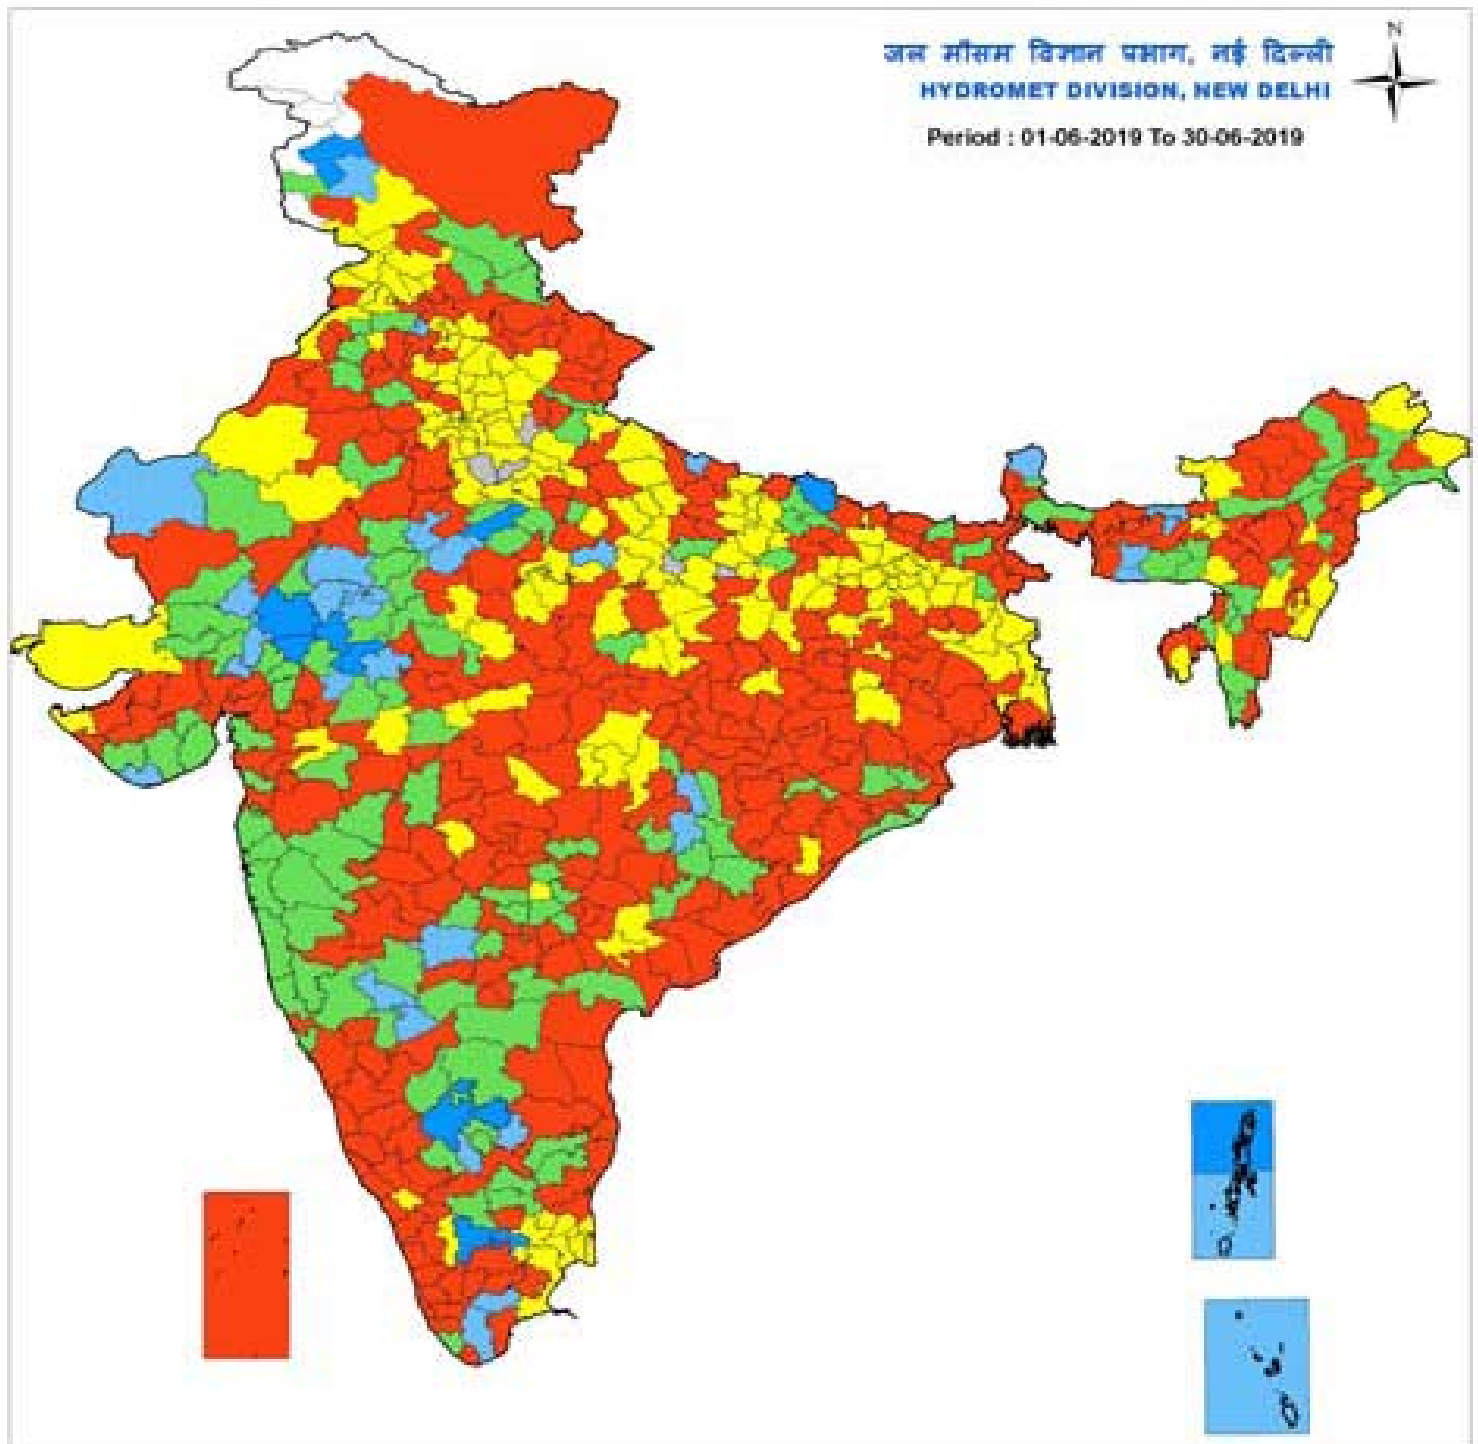 N
जल मौसम विज्ञान प्रभाग, नई दिल्ली
HYDROMET DIVISION, NEW DELHI
Period : 01-06-2019 To 30-06-2019